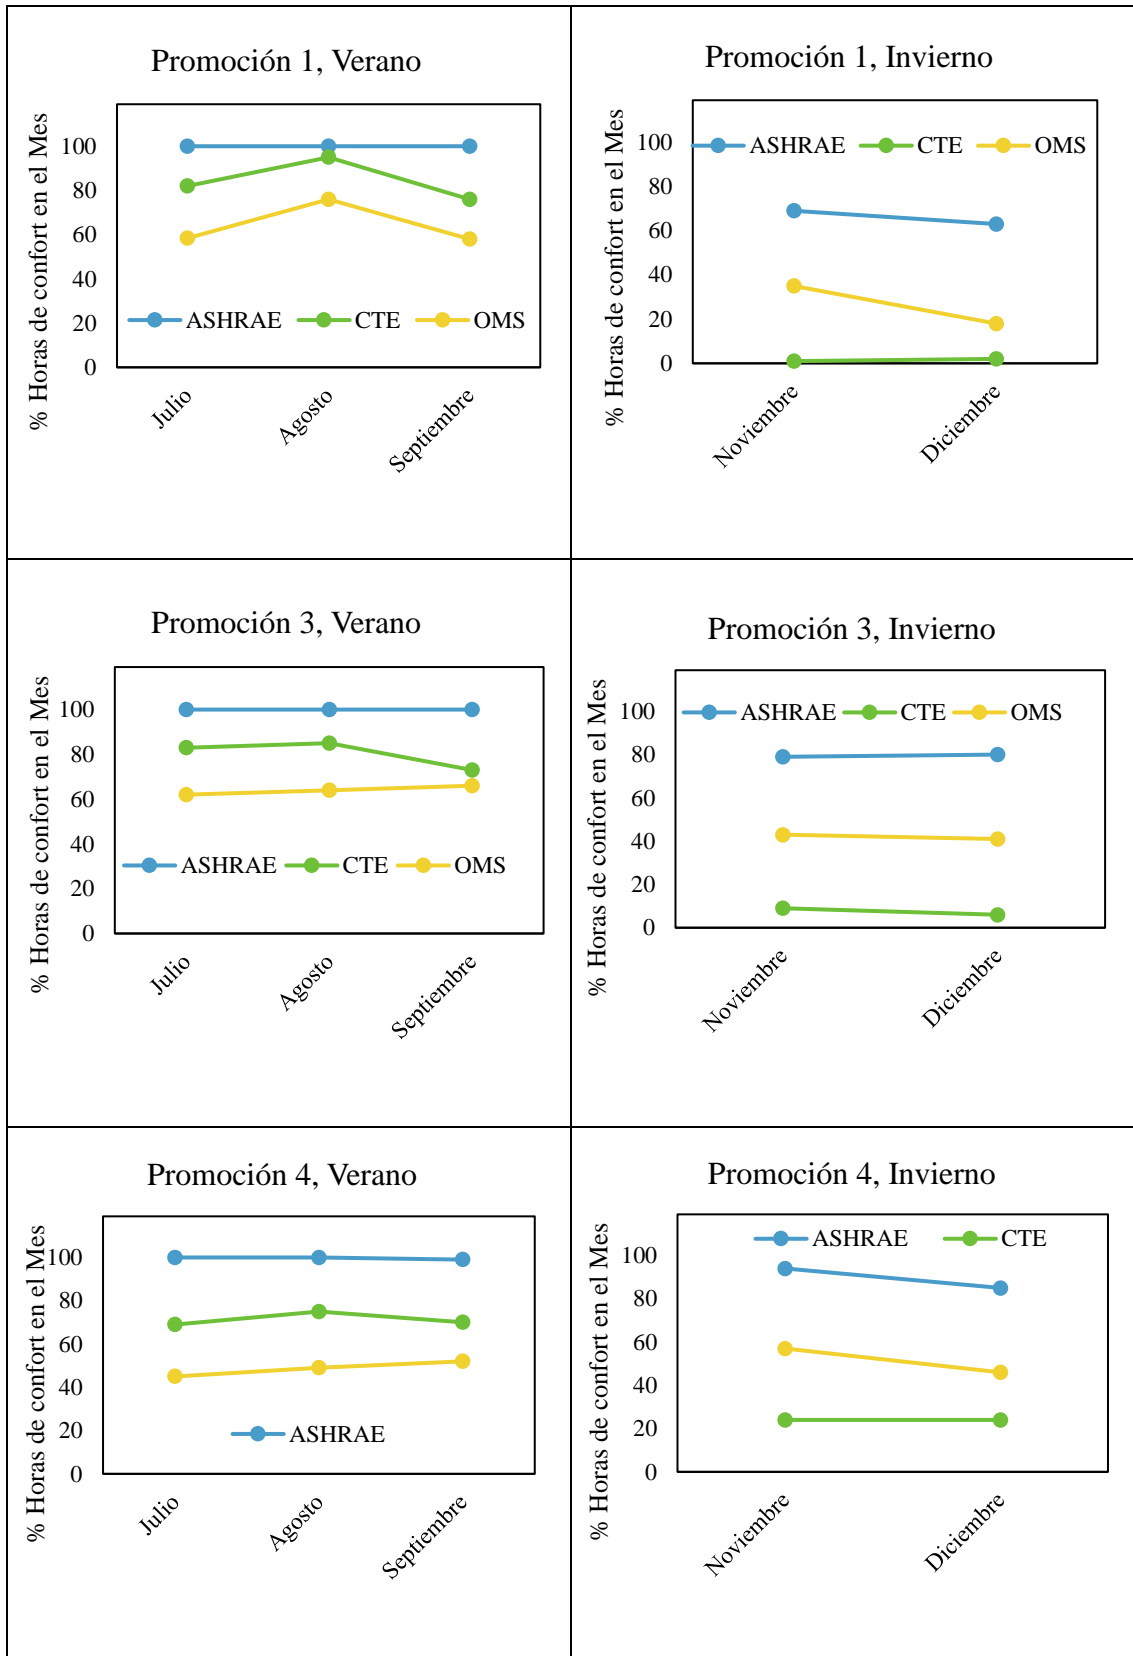 Promoción 1, Verano
% Horas de confort en el Mes
100
80
60
40
20
0
ASHRAE CTE OMS
Julio
Agosto
Septiembre
Promoción 1, Invierno
% Horas de confort en el Mes
100
80
60
40
20
0
ASHRAE CTE OMS
Noviembre
Diciembre
Promoción 3, Verano
% Horas de confort en el Mes
100
80
60
40
20
0
ASHRAE CTE OMS
Julio
Agosto
Septiembre
Promoción 3, Invierno
% Horas de confort en el Mes
100
80
60
40
20
0
ASHRAE CTE OMS
Noviembre
Diciembre
Promoción 4, Verano
% Horas de confort en el Mes
100
80
60
40
20
0
ASHRAE
Julio
Agosto
Septiembre
Promoción 4, Invierno
% Horas de confort en el Mes
100
80
60
40
20
0
ASHRAE CTE
Noviembre
Diciembre